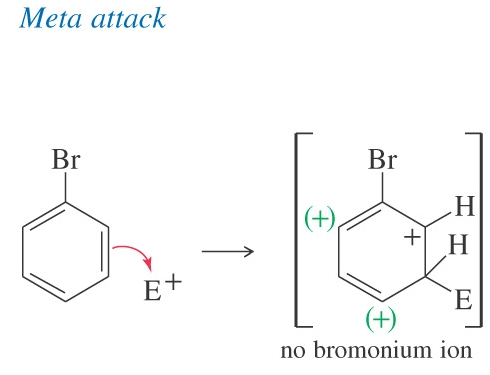 Meta attack
Br
E+
Br
(+)
H
+
H
E
(+)
no bromonium ion